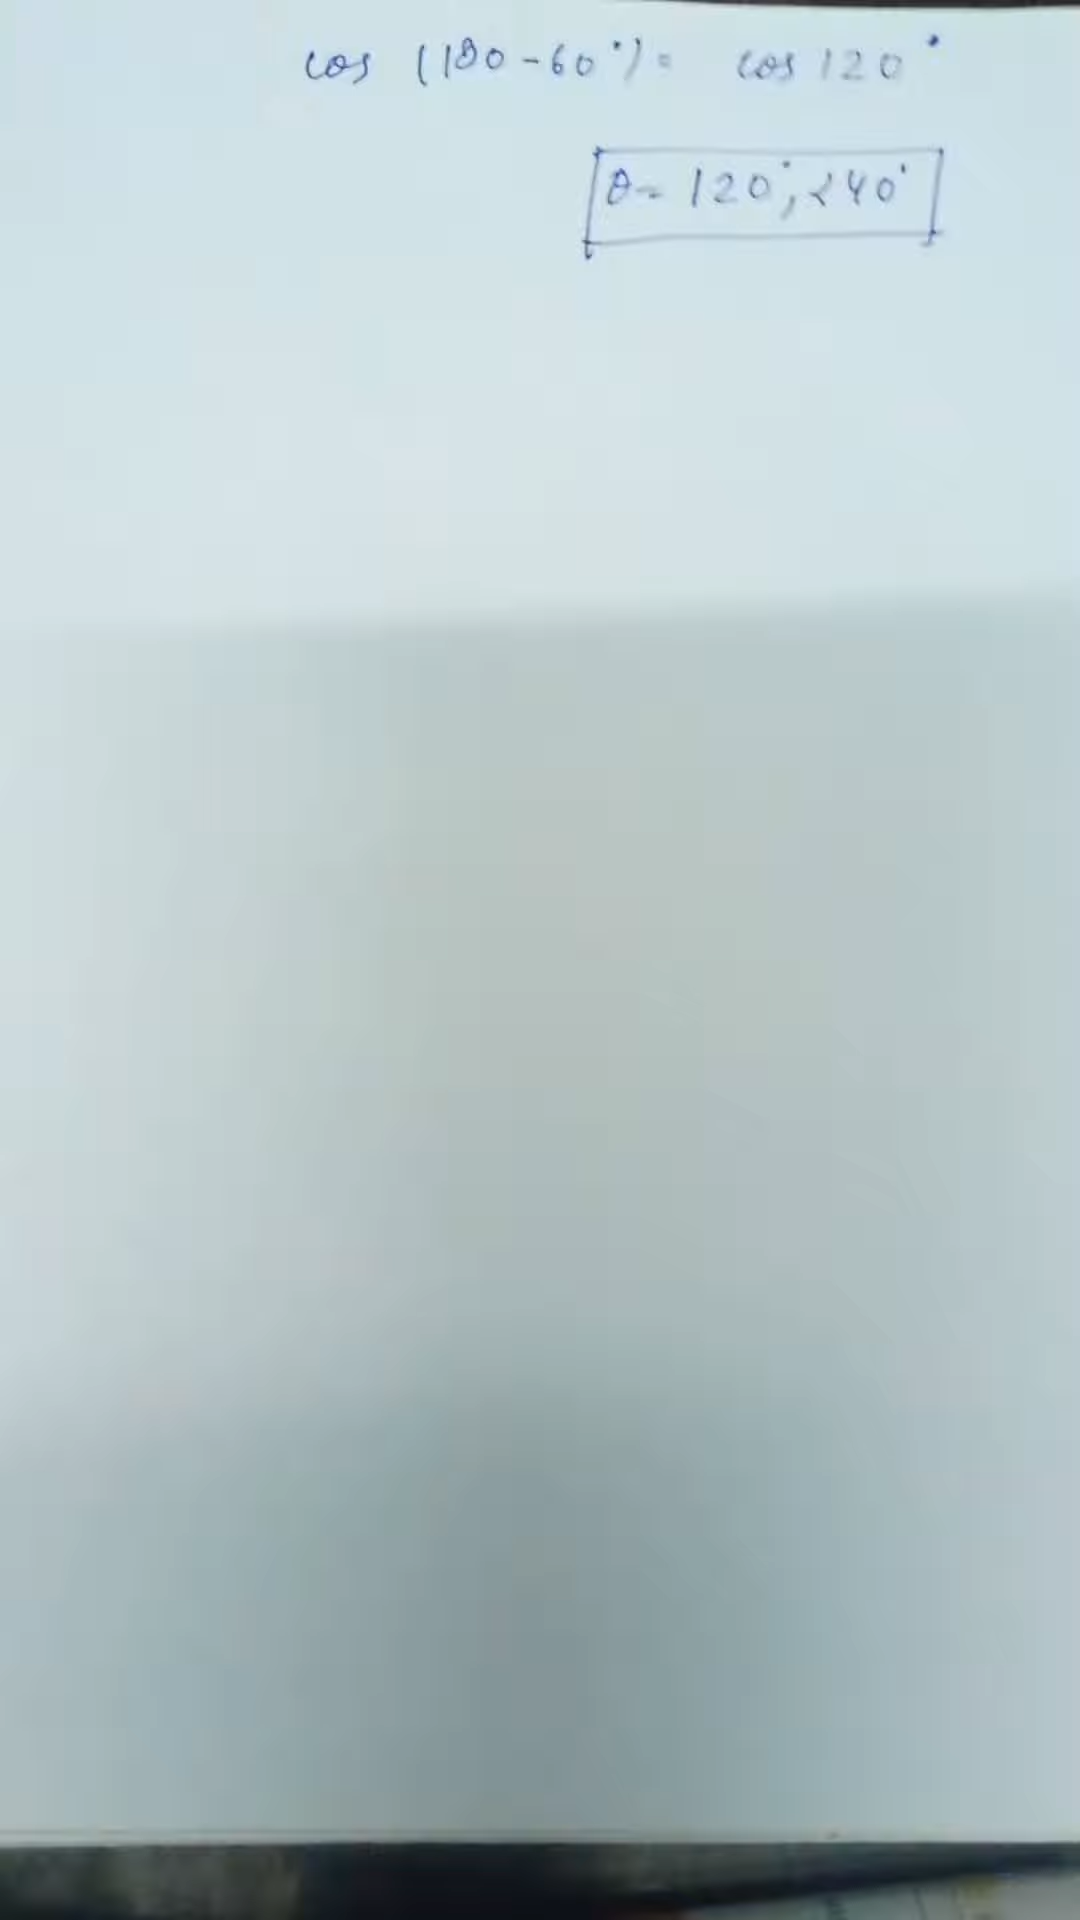 cos (180-60°) = cos 120°
θ = 120°, 240°